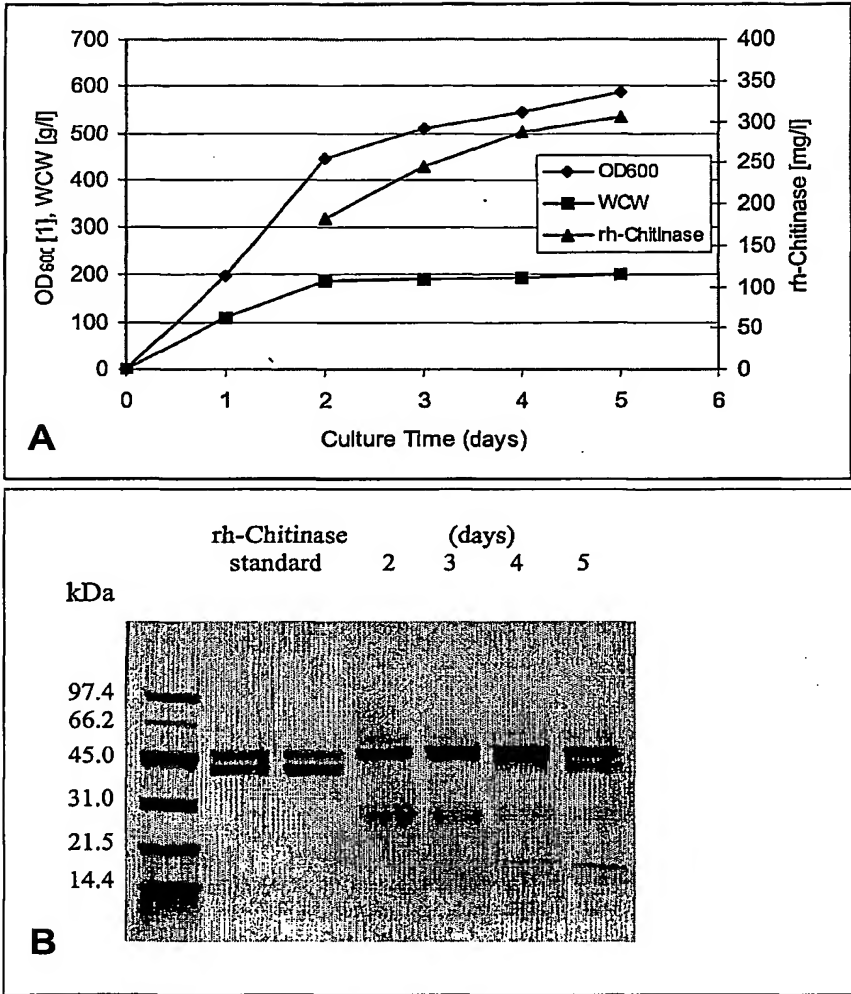 700
600
500
400
300
200
100
0
OD600 [1], WCW [g/l]
400
350
300
250
200
150
100
50
0
rh-Chitinase [mg/l]
OD600
WCW
rh-Chitinase
0 1 2 3 4 5 6
Culture Time (days)
A
rh-Chitinase (days)
standard 2 3 4 5
kDa
97.4
66.2
45.0
31.0
21.5
14.4
B